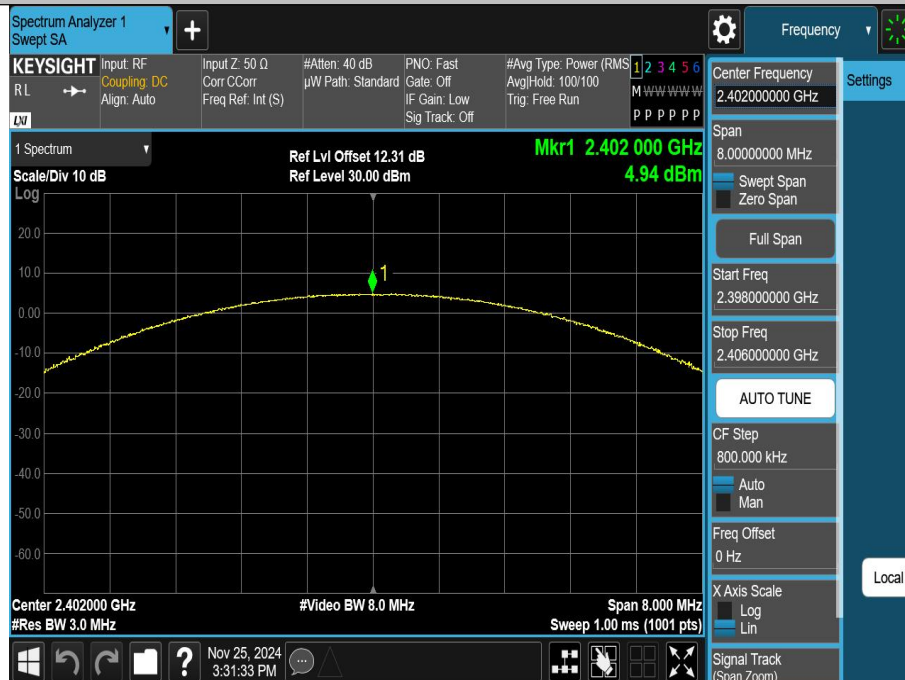 Spectrum Analyzer 1
Swept SA
Frequency
KEYSIGHT
RL
LXI
Input: RF
Coupling: DC
Align: Auto
Input Z: 50 Ω
Corr CCorr
Freq Ref: Int (S)
#Atten: 40 dB
µW Path: Standard
PNO: Fast
Gate: Off
IF Gain: Low
Sig Track: Off
#Avg Type: Power (RMS
Avg|Hold: 100/100
Trig: Free Run
1 2 3 4 5 6
M W W W W W
P P P P P P
Center Frequency
2.402000000 GHz
Settings
Span
8.00000000 MHz
Swept Span
Zero Span
Full Span
Start Freq
2.398000000 GHz
Stop Freq
2.406000000 GHz
AUTO TUNE
CF Step
800.000 kHz
Auto
Man
Freq Offset
0 Hz
X Axis Scale
Log
Lin
Signal Track
(Span Zoom)
Local
1 Spectrum
Scale/Div 10 dB
Log
Ref Lvl Offset 12.31 dB
Ref Level 30.00 dBm
Mkr1 2.402 000 GHz
4.94 dBm
1
20.0
10.0
0.00
-10.0
-20.0
-30.0
-40.0
-50.0
-60.0
Center 2.402000 GHz
#Res BW 3.0 MHz
#Video BW 8.0 MHz
Span 8.000 MHz
Sweep 1.00 ms (1001 pts)
?
Nov 25, 2024
3:31:33 PM